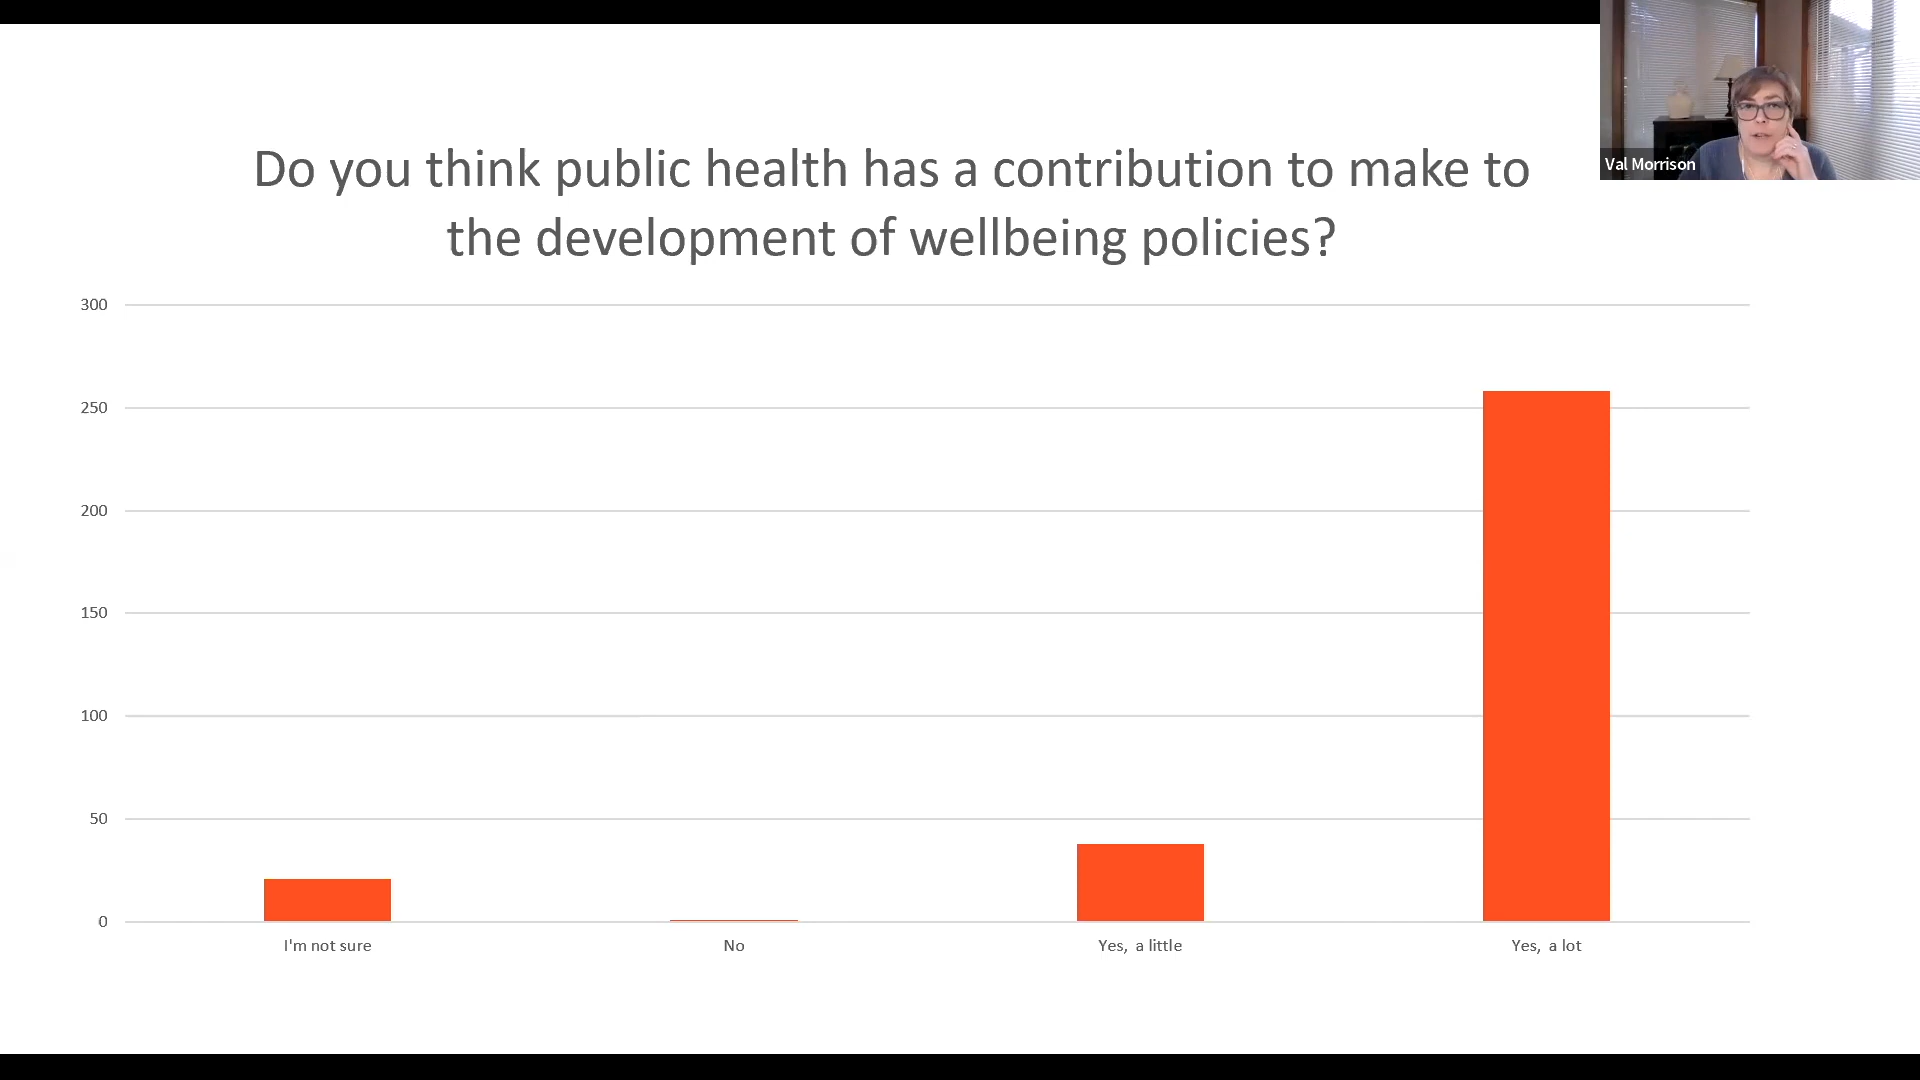 Val Morrison
Do you think public health has a contribution to make to
the development of wellbeing policies?
300
250
200
150
100
50
0
I'm not sure
No
Yes, a little
Yes, a lot